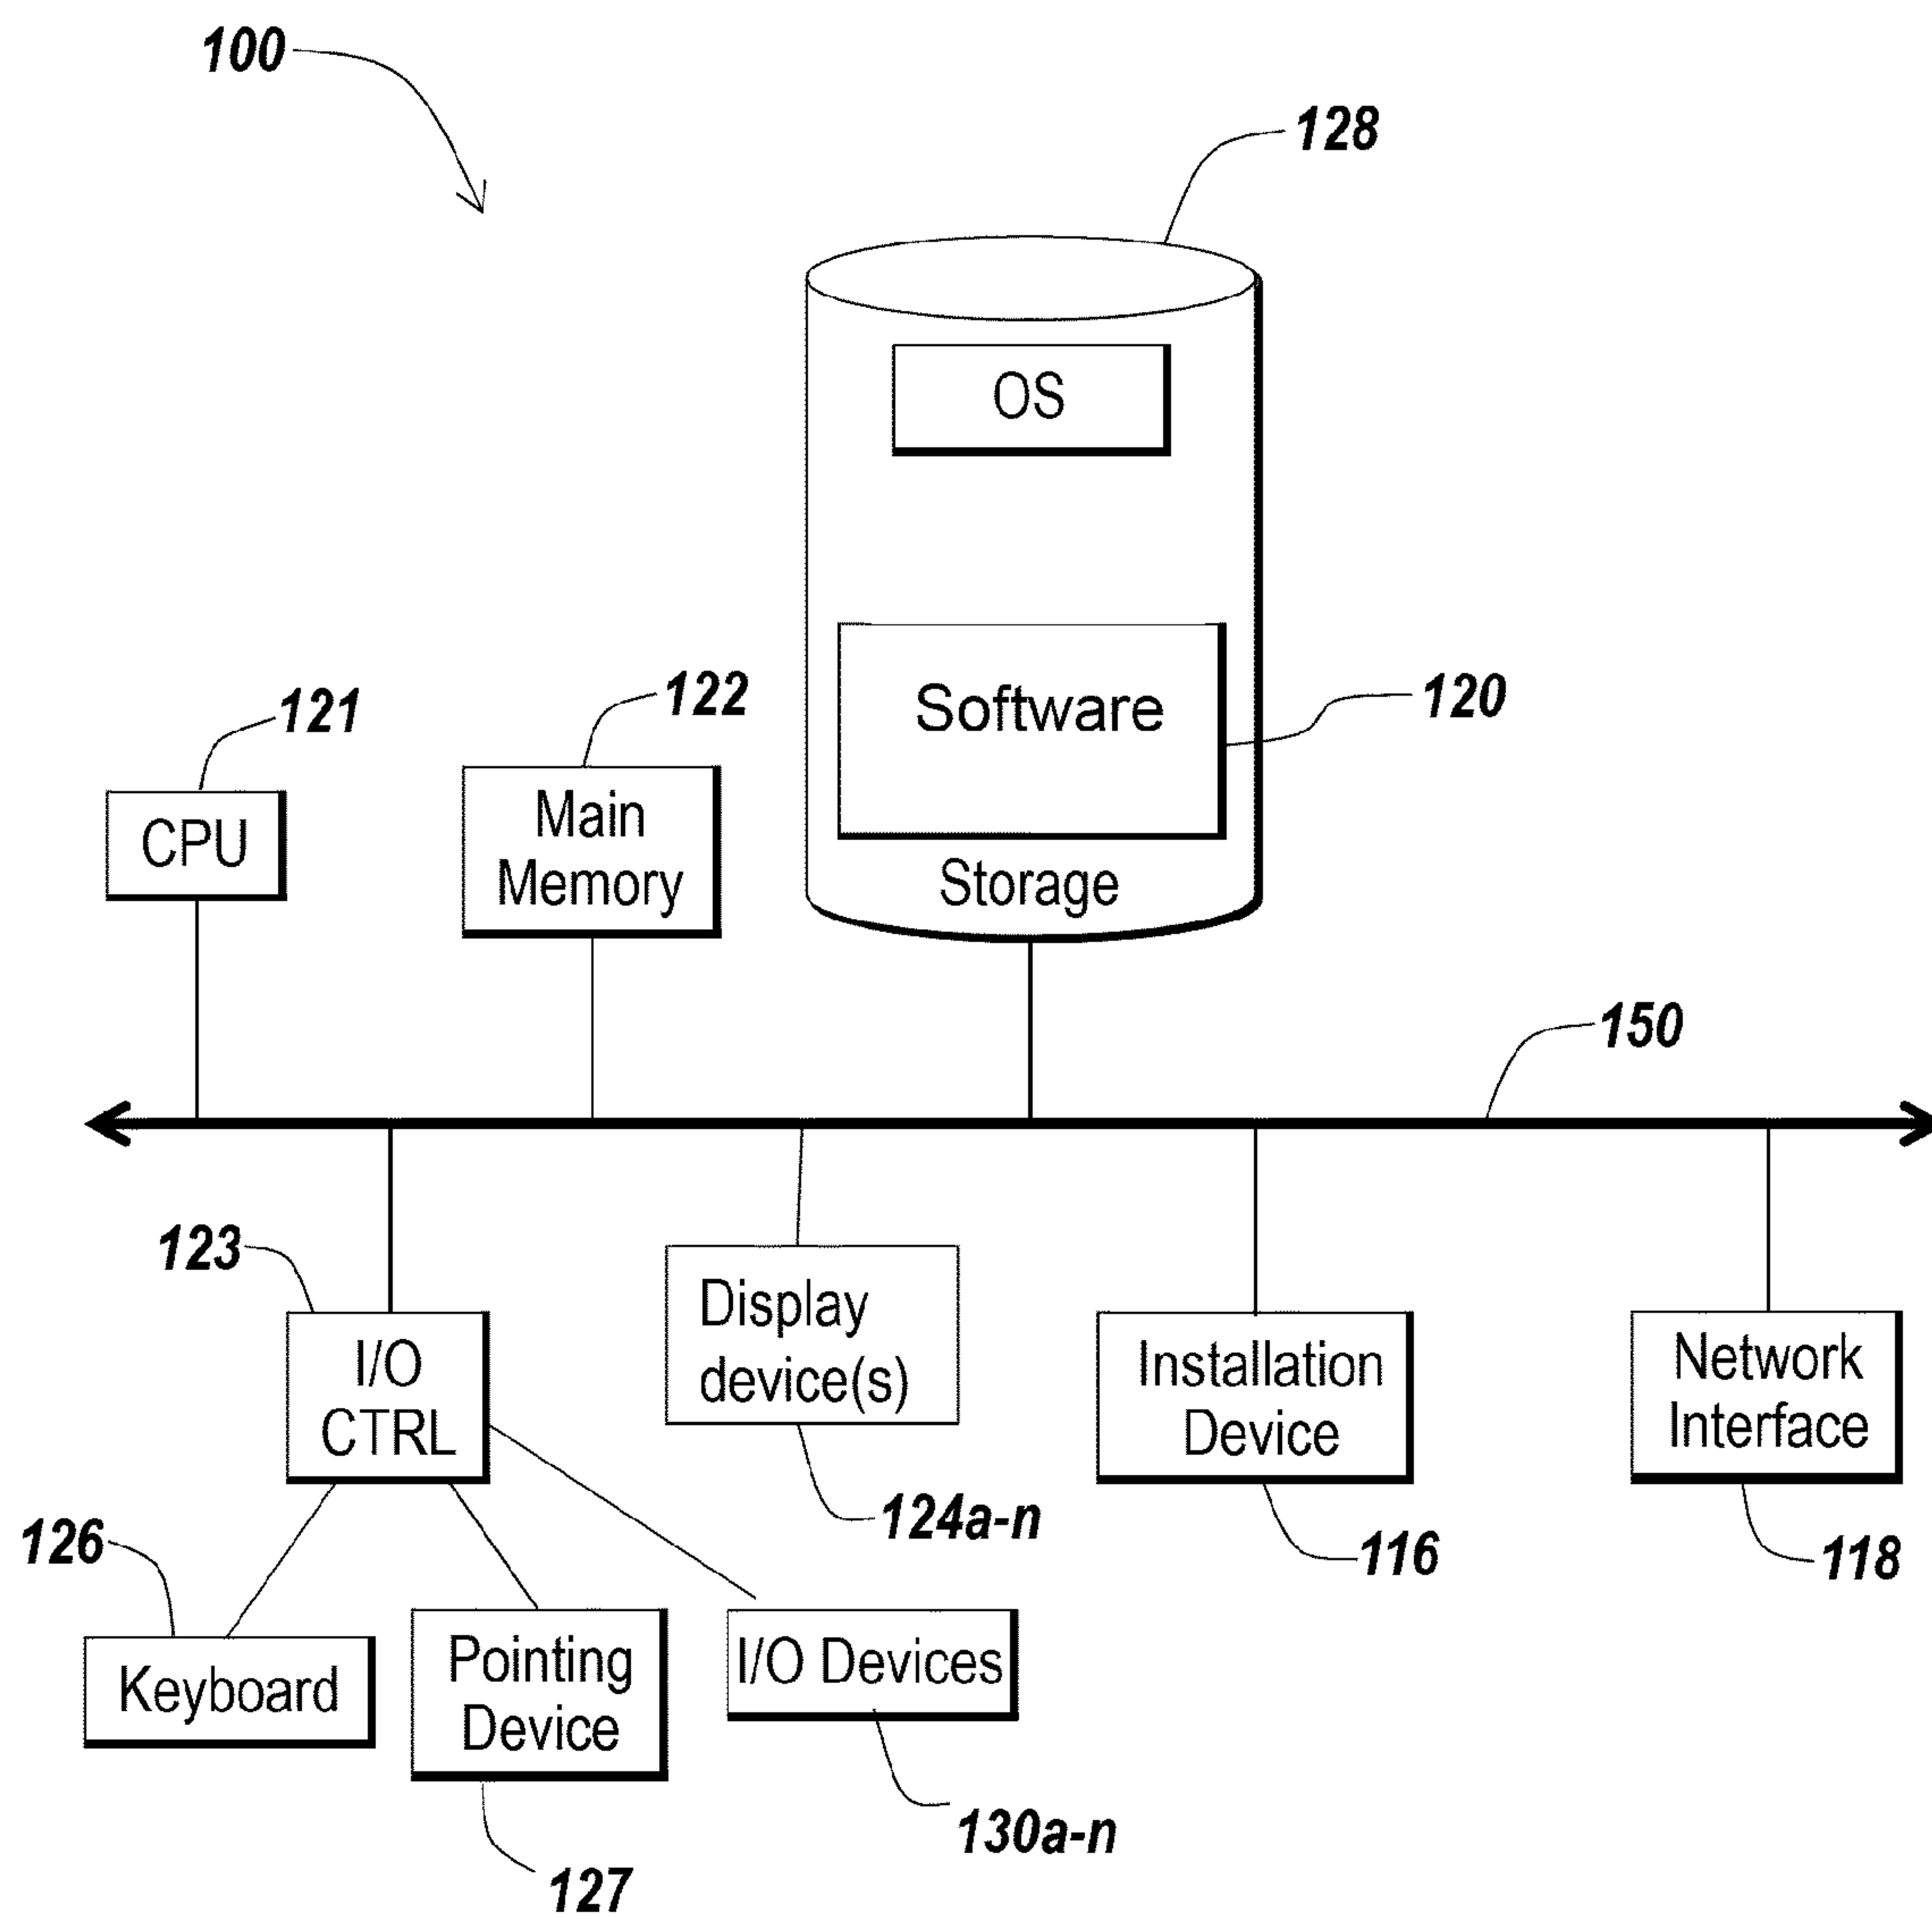 100
128
OS
121
122
Software
120
CPU
Main
Memory
Storage
150
123
I/O
CTRL
Display
device(s)
Installation
Device
Network
Interface
126
124a-n
116
118
Keyboard
Pointing
Device
I/O Devices
130a-n
127